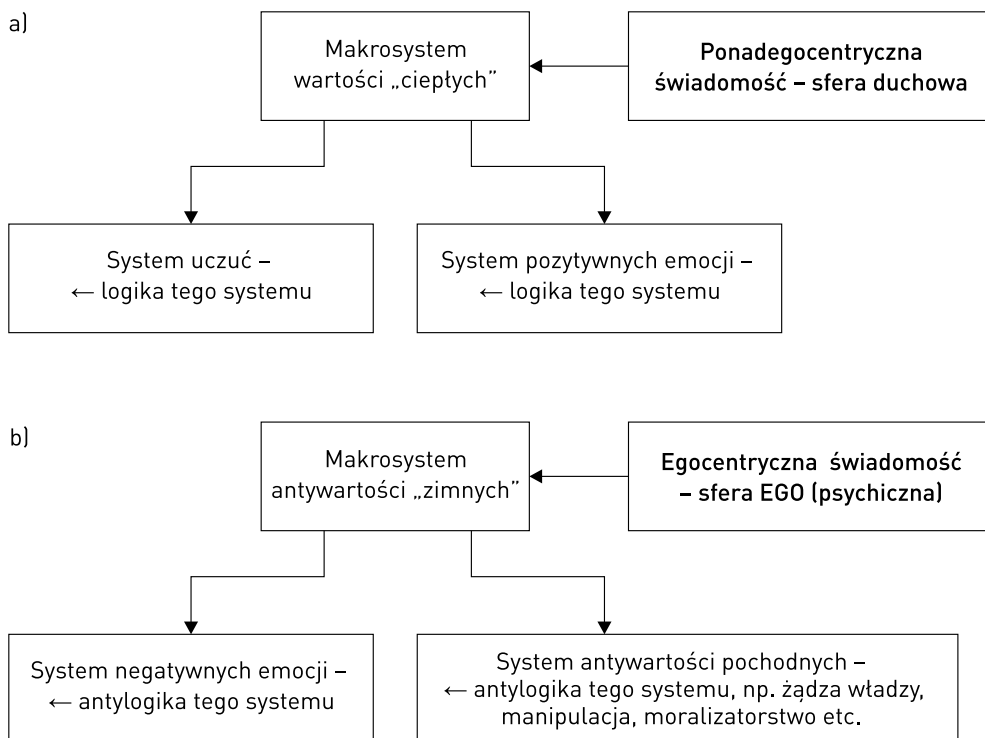 a)
Makrosystem
wartości „ciepłych”
Ponadegocentryczna
świadomość – sfera duchowa
System uczuć –
← logika tego systemu
System pozytywnych emocji –
← logika tego systemu
b)
Makrosystem
antywartości „zimnych”
Egocentryczna świadomość
– sfera EGO (psychiczna)
System negatywnych emocji –
← antylogika tego systemu
System antywartości pochodnych –
← antylogika tego systemu, np. żądza władzy,
manipulacja, moralizatorstwo etc.